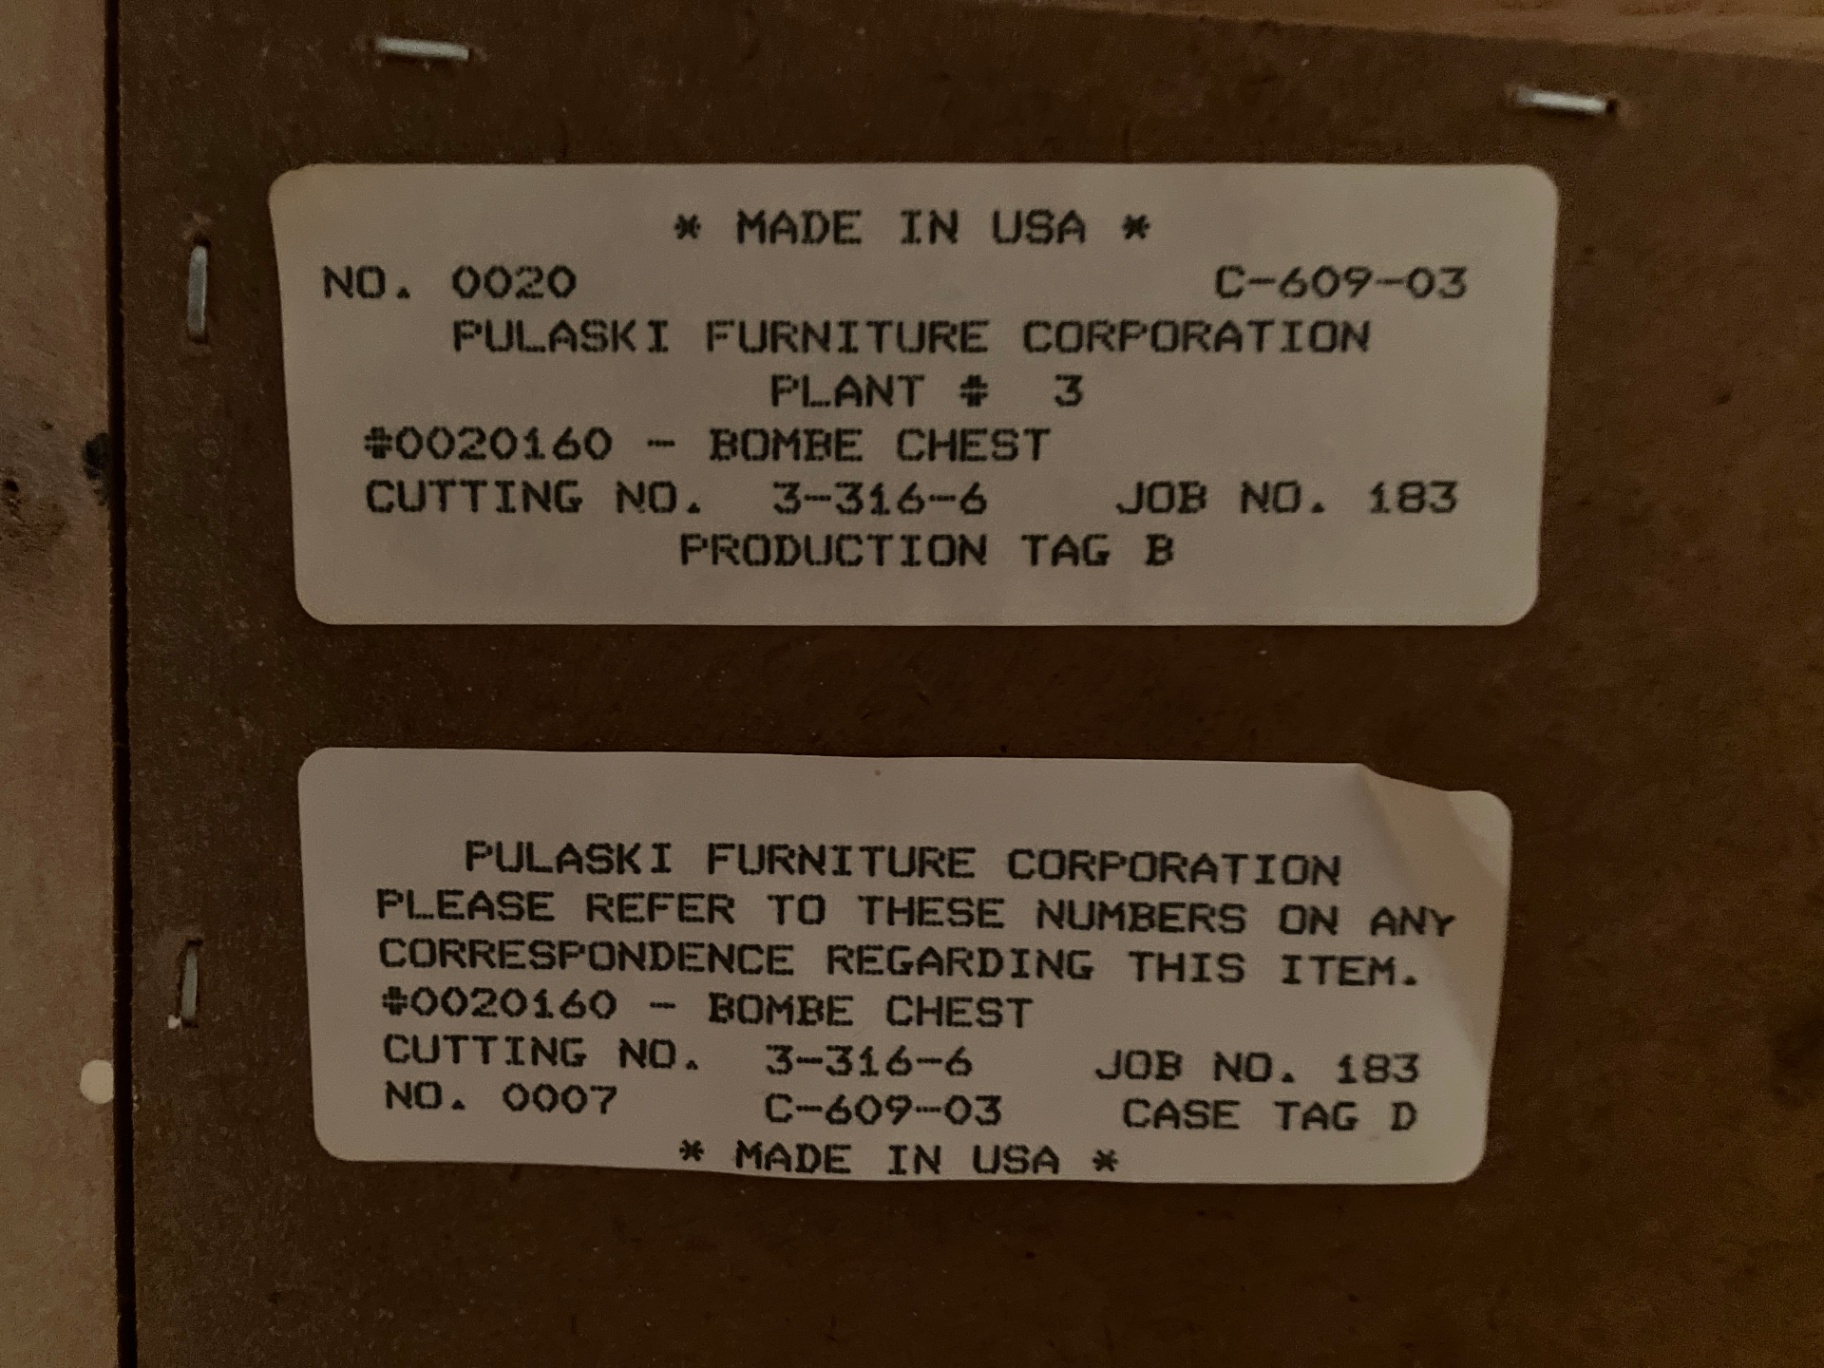 * MADE IN USA *
NO. 0020 C-609-03
PULASKI FURNITURE CORPORATION
PLANT # 3
#0020160 - BOMBE CHEST
CUTTING NO. 3-316-6 JOB NO. 183
PRODUCTION TAG B
PULASKI FURNITURE CORPORATION
PLEASE REFER TO THESE NUMBERS ON ANY
CORRESPONDENCE REGARDING THIS ITEM.
#0020160 - BOMBE CHEST
CUTTING NO. 3-316-6 JOB NO. 183
NO. 0007 C-609-03 CASE TAG D
* MADE IN USA *